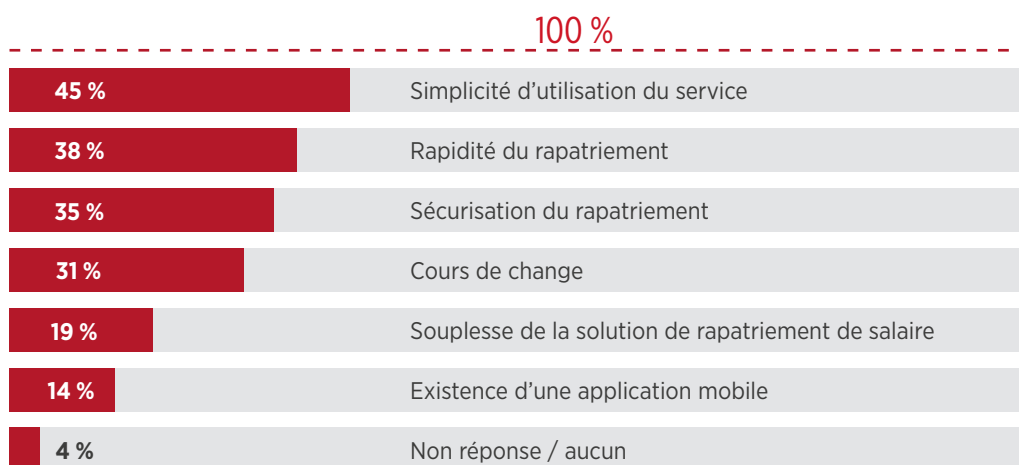 100 %
45 % Simplicité d’utilisation du service
38 % Rapidité du rapatriement
35 % Sécurisation du rapatriement
31 % Cours de change
19 % Souplesse de la solution de rapatriement de salaire
14 % Existence d’une application mobile
4 % Non réponse / aucun